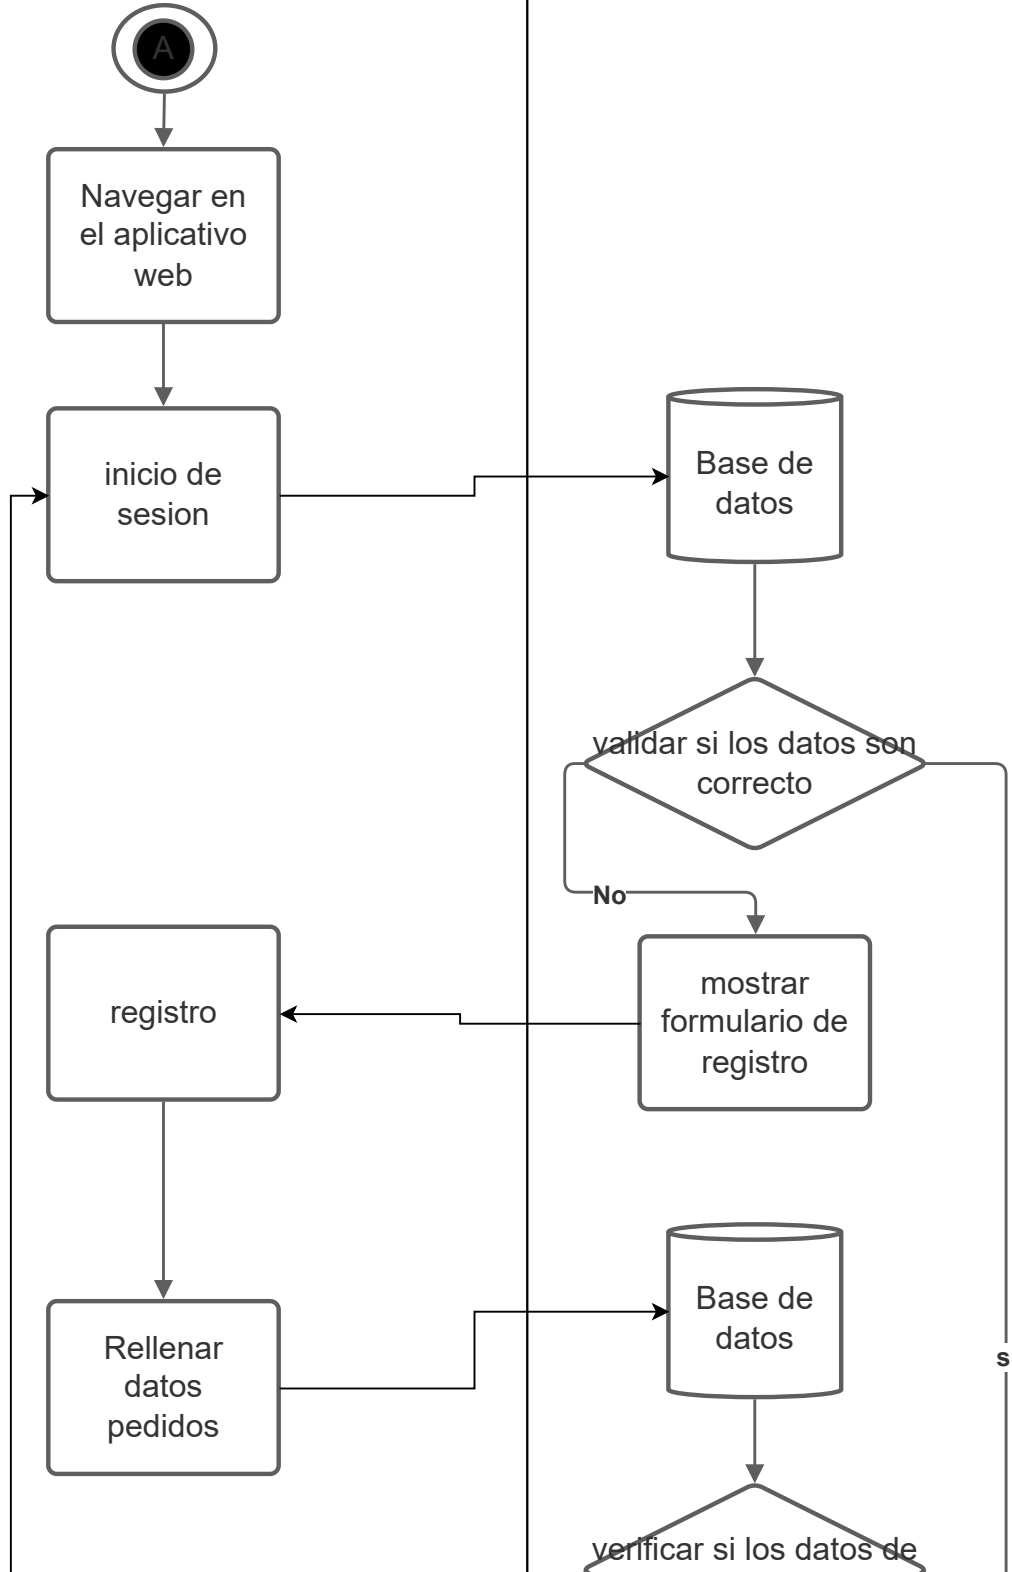 A
Navegar en
el aplicativo
web
inicio de
sesion
Base de
datos
validar si los datos son
correcto
No
mostrar
formulario de
registro
registro
Base de
datos
Rellenar
datos
pedidos
s
verificar si los datos de